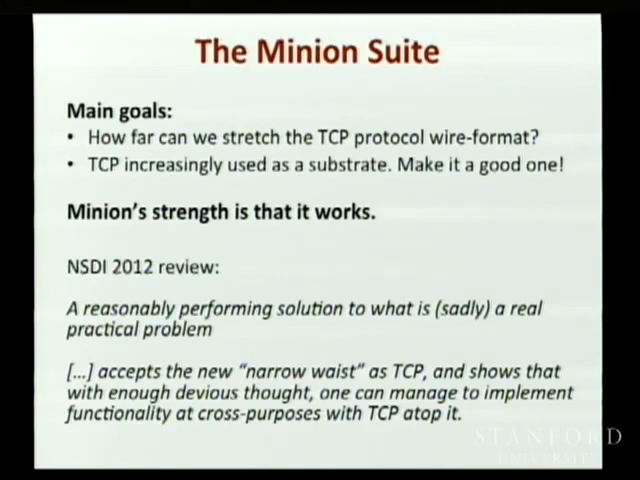 The Minion Suite
Main goals:
• How far can we stretch the TCP protocol wire-format?
• TCP increasingly used as a substrate. Make it a good one!
Minion's strength is that it works.
NSDI 2012 review:
A reasonably performing solution to what is (sadly) a real
practical problem
[...] accepts the new "narrow waist" as TCP, and shows that
with enough devious thought, one can manage to implement
functionality at cross-purposes with TCP atop it.
STANFORD
UNIVERSITY